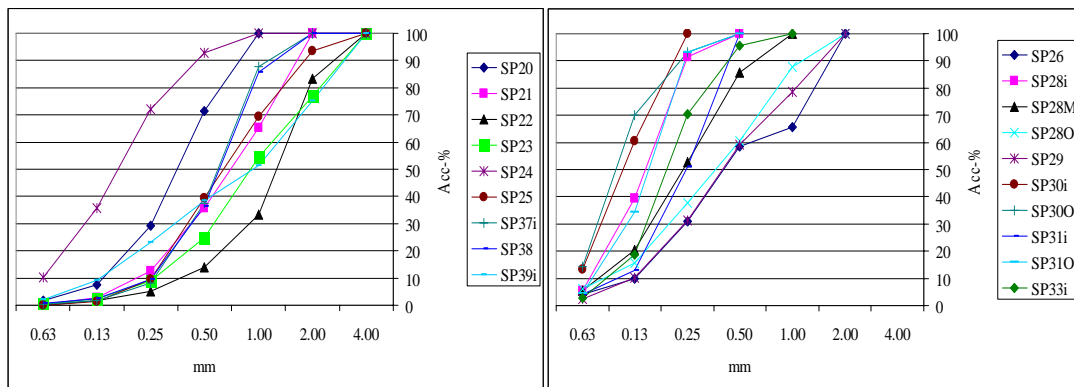 100
90
80
70
60
50
40
30
20
10
0
Acc-%
0.63 0.13 0.25 0.50 1.00 2.00 4.00
mm
SP20
SP21
SP22
SP23
SP24
SP25
SP37i
SP38
SP39i
100
90
80
70
60
50
40
30
20
10
0
Acc-%
0.63 0.13 0.25 0.50 1.00 2.00 4.00
mm
SP26
SP28i
SP28M
SP28O
SP29
SP30i
SP30O
SP31i
SP31O
SP33i